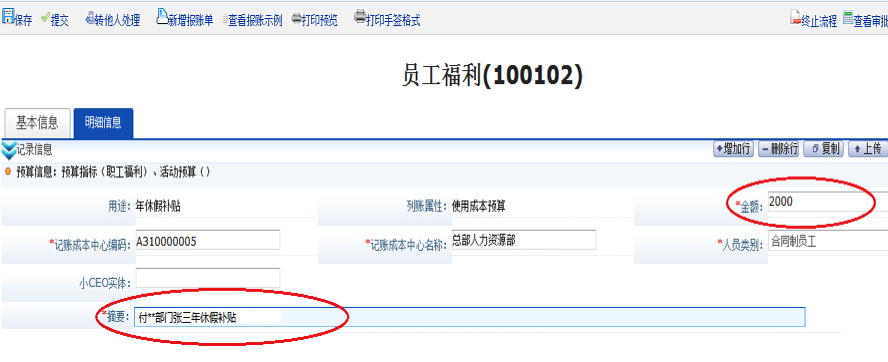 保存 提交 转他人处理 新增报账单 查看报账示例 打印预览 打印手签格式 终止流程 查看审批
员工福利(100102)
基本信息 明细信息
记录信息 +增加行 -删除行 复制 上传
预算信息：预算指标（职工福利）、活动预算（）
用途： 年休假补贴 列账属性： 使用成本预算 *金额： 2000
*记账成本中心编码： A310000005 *记账成本中心名称： 总部人力资源部 *人员类别： 合同制员工
小CEO实体：
*摘要： 付**部门张三年休假补贴